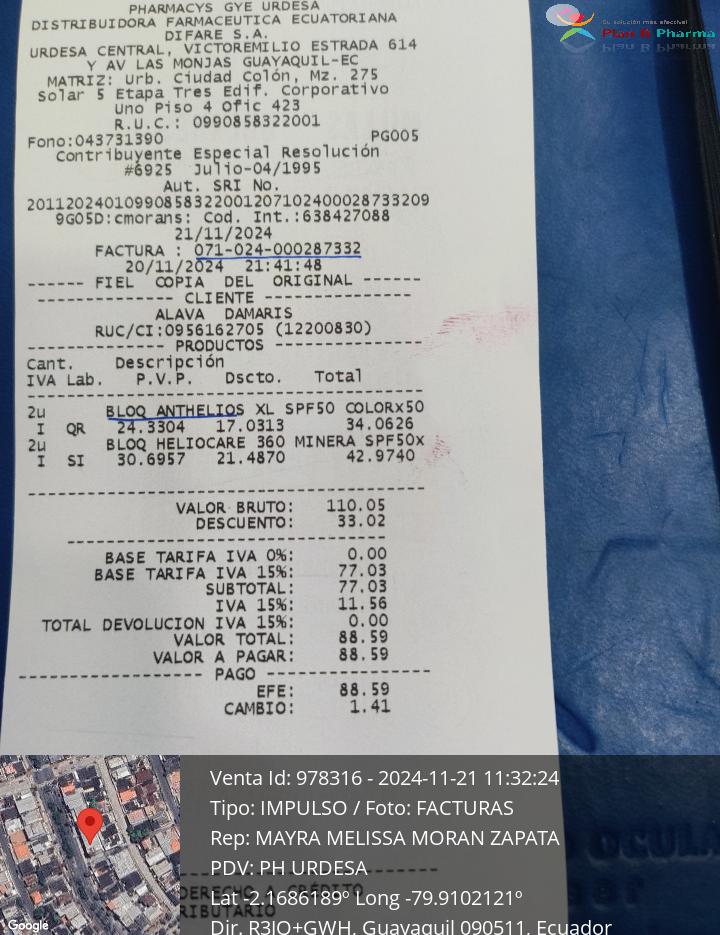 PHARMACYS GYE URDESA
DISTRIBUIDORA FARMACEUTICA ECUATORIANA
DIFARE S.A.
URDESA CENTRAL, VICTOREMILIO ESTRADA 614
Y AV LAS MONJAS GUAYAQUIL-EC
MATRIZ: Urb. Ciudad Colón, Mz. 275
Solar 5 Etapa Tres Edif. Corporativo
Uno Piso 4 Ofic 423
R.U.C.: 0990858322001
Fono:043731390 PG005
Contribuyente Especial Resolución
#6925 Julio-04/1995
Aut. SRI No.
2011202401099085832200120710240002873320​9
9G05D:cmorans: Cod. Int.:638427088
21/11/2024
FACTURA : 071-024-000287332
20/11/2024 21:41:48
------ FIEL COPIA DEL ORIGINAL ------
-------------- CLIENTE ---------------
ALAVA DAMARIS
RUC/CI:0956162705 (12200830)
-------------- PRODUCTOS ---------------
Cant. Descripción
IVA Lab. P.V.P. Dscto. Total
2u BLOQ ANTHELIOS XL SPF50 COLORx50
I QR 24.3304 17.0313 34.0626
2u BLOQ HELIOCARE 360 MINERA SPF50x
I SI 30.6957 21.4870 42.9740
VALOR BRUTO: 110.05
DESCUENTO: 33.02
BASE TARIFA IVA 0%: 0.00
BASE TARIFA IVA 15%: 77.03
SUBTOTAL: 77.03
IVA 15%: 11.56
TOTAL DEVOLUCION IVA 15%: 0.00
VALOR TOTAL: 88.59
VALOR A PAGAR: 88.59
----------------- PAGO ----------------
EFE: 88.59
CAMBIO: 1.41
Su solución más efectiva!
Plan B Pharma
Venta Id: 978316 - 2024-11-21 11:32:24
Tipo: IMPULSO / Foto: FACTURAS
Rep: MAYRA MELISSA MORAN ZAPATA
PDV: PH URDESA
DERECHO A CRÉDITO
Lat -2.1686189º Long -79.9102121º
Dir. R3JQ+GWH, Guayaquil 090511, Ecuador
Google